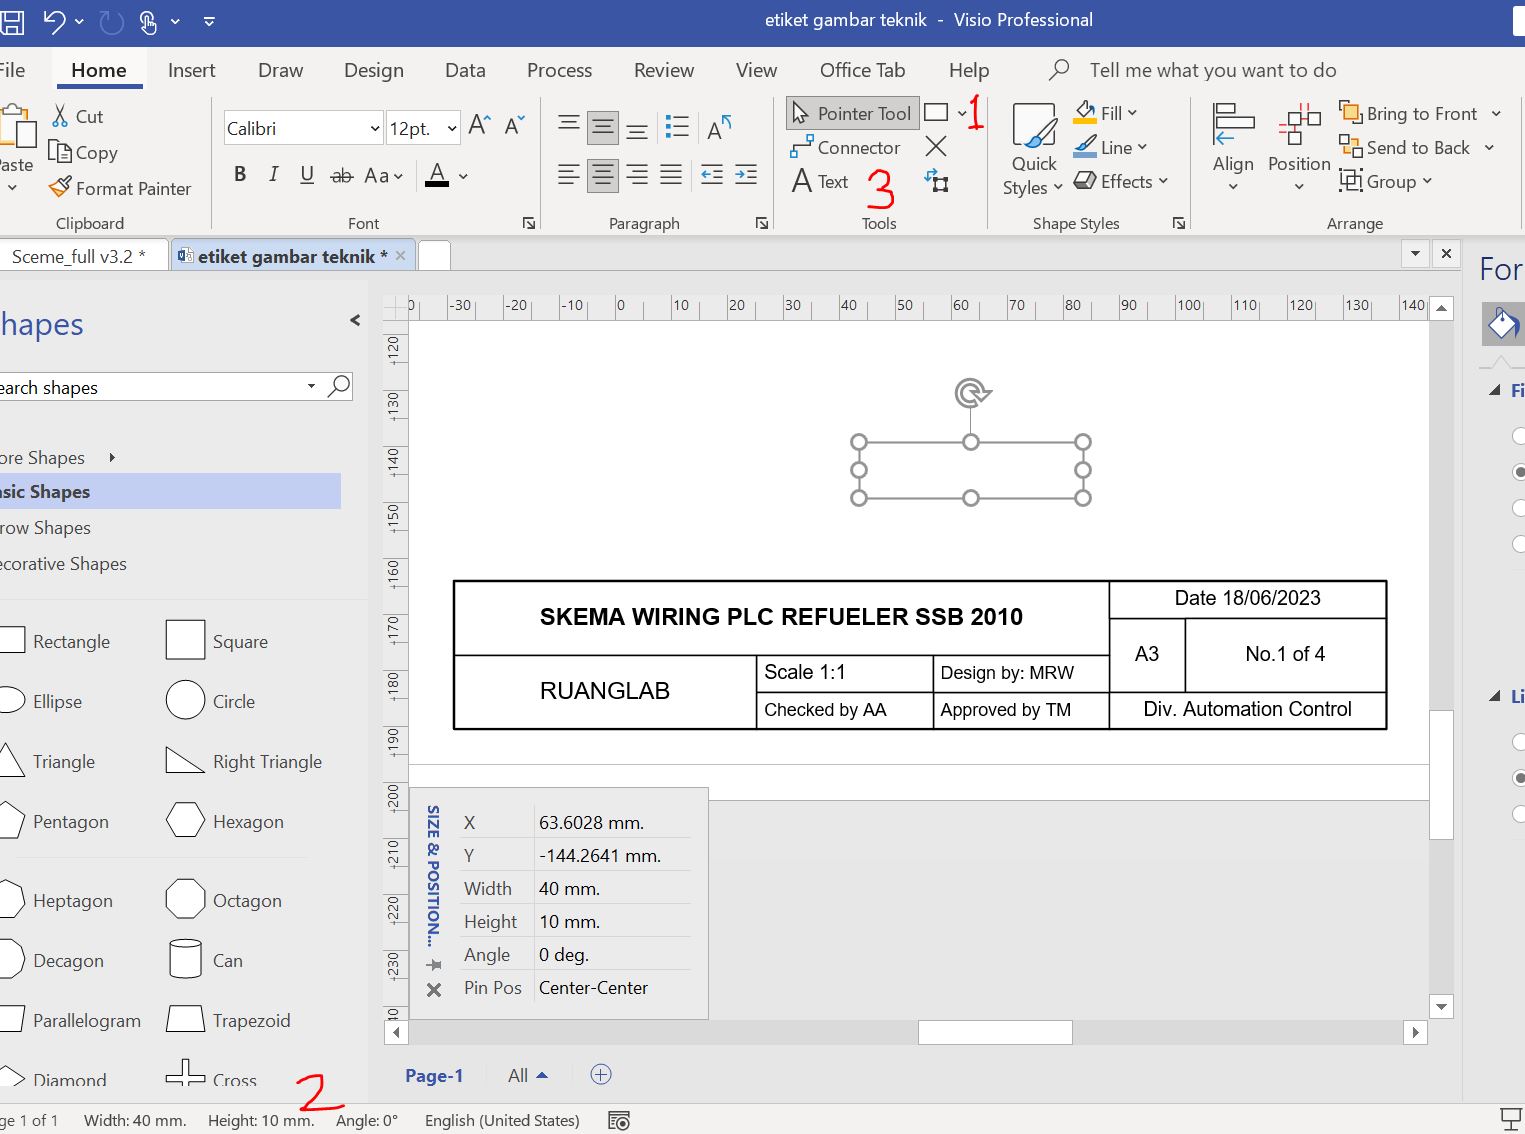 etiket gambar teknik - Visio Professional
File Home Insert Draw Design Data Process Review View Office Tab Help Tell me what you want to do
Paste
Cut
Copy
Format Painter
Clipboard
Calibri 12pt. A A
B I U ab Aa A
Font
A
Paragraph
Pointer Tool 1
Connector
A Text 3
Tools
Quick Styles
Fill
Line
Effects
Shape Styles
Align
Position
Bring to Front
Send to Back
Group
Arrange
Sceme_full v3.2 * etiket gambar teknik *
hapes
earch shapes
ore Shapes
asic Shapes
row Shapes
ecorative Shapes
Rectangle Square
Ellipse Circle
Triangle Right Triangle
Pentagon Hexagon
Heptagon Octagon
Decagon Can
Parallelogram Trapezoid
Diamond Cross
2
0 -30 -20 -10 0 10 20 30 40 50 60 70 80 90 100 110 120 130 140
-120
-130
-140
-150
-160
-170
-180
-190
-200
-210
-220
-230
40
SKEMA WIRING PLC REFUELER SSB 2010
Date 18/06/2023
A3
No.1 of 4
RUANGLAB
Scale 1:1
Design by: MRW
Checked by AA
Approved by TM
Div. Automation Control
SIZE & POSITION...
X 63.6028 mm.
Y -144.2641 mm.
Width 40 mm.
Height 10 mm.
Angle 0 deg.
Pin Pos Center-Center
Page-1 All
ge 1 of 1 Width: 40 mm. Height: 10 mm. Angle: 0° English (United States)
For
Fi
Li